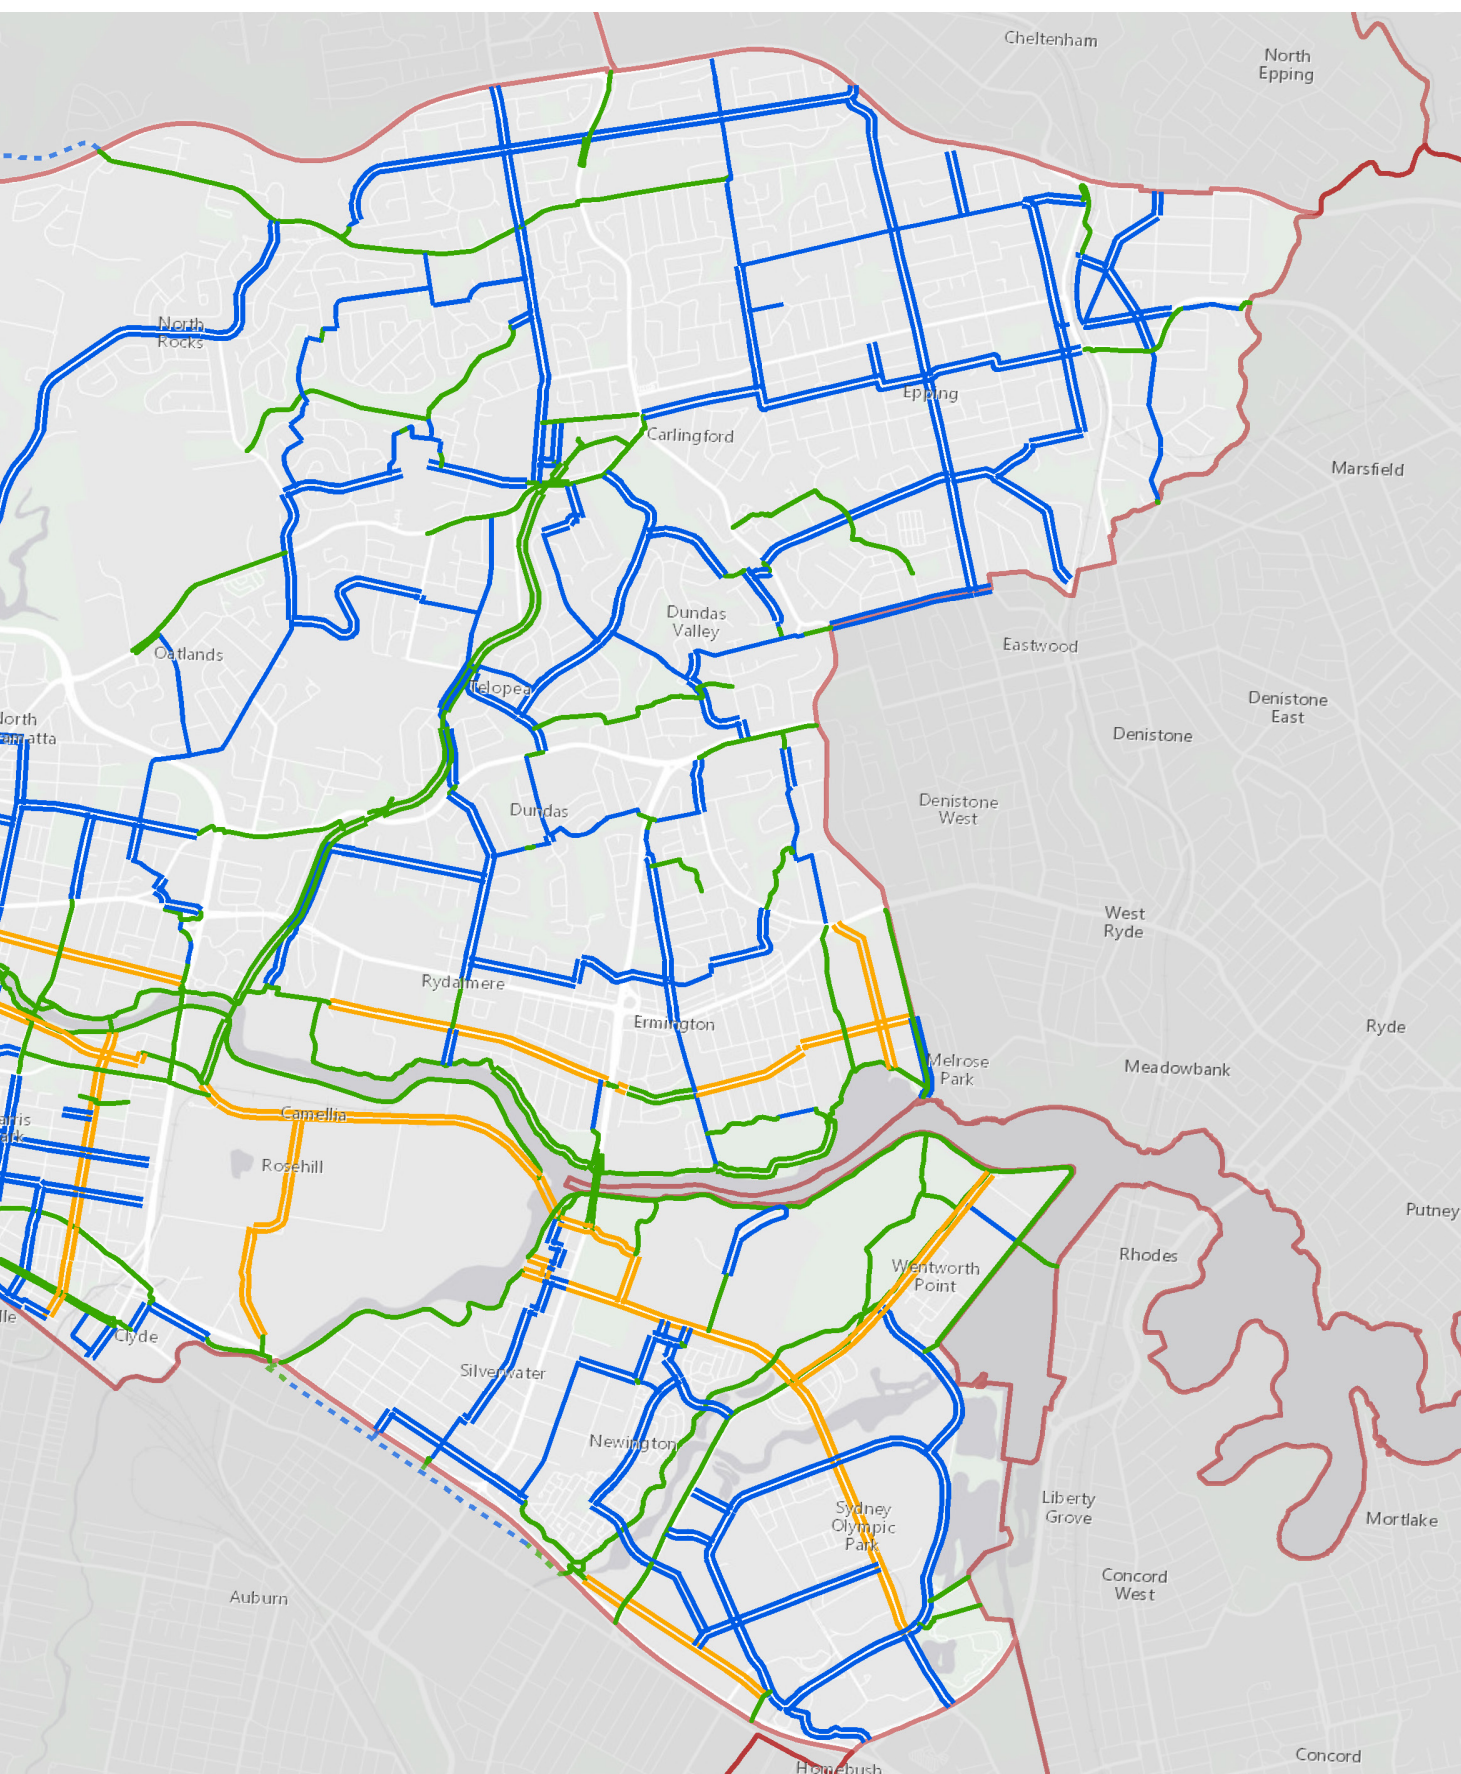 Cheltenham
North
Epping
North
Rocks
Epping
Carlingford
Marsfield
Dundas
Valley
Eastwood
Oatlands
Telopea
Denistone
East
Denistone
North
Dundas
Denistone
West
West
Ryde
Rydalmere
Ermington
Ryde
Melrose
Park
Meadowbank
Camellia
Rosehill
Putney
Rhodes
Wentworth
Point
Clyde
Silverwater
Newington
Sydney
Olympic
Park
Liberty
Grove
Mortlake
Concord
West
Auburn
Concord
Homebush